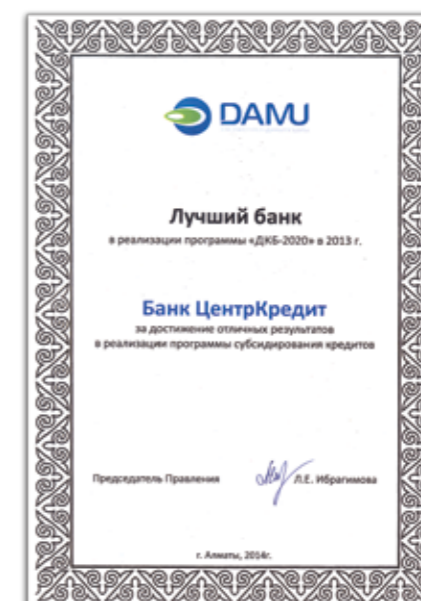 DAMU
Лучший банк
в реализации программы «ДКБ-2020» в 2013 г.
Банк ЦентрКредит
за достижение отличных результатов
в реализации программы субсидирования кредитов
Председатель Правления Л.Е. Ибрагимова
г. Алматы, 2014г.